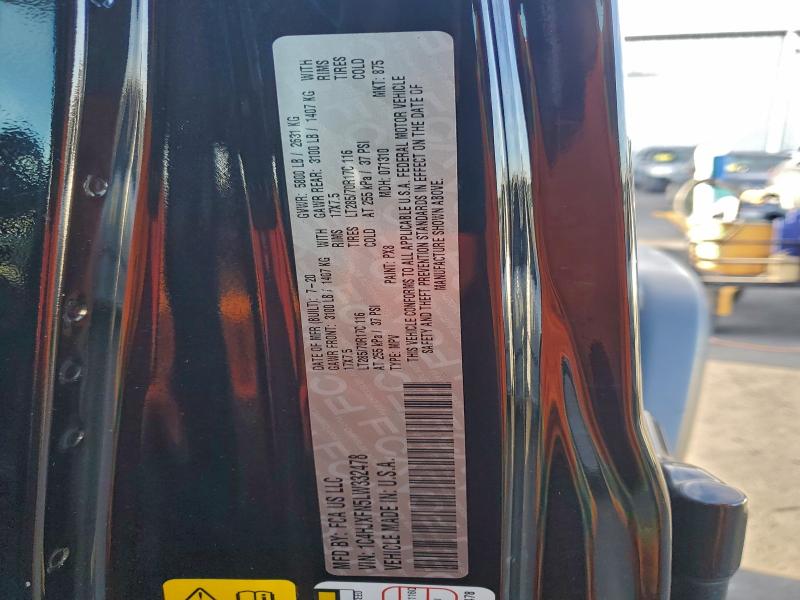 DATE OF MFR (BUILT): 7-20 GVWR: 5800 LB / 2631 KG
GAWR FRONT: 3100 LB / 1407 KG WITH GAWR REAR: 3100 LB / 1407 KG WITH
17X7.5 RIMS 17X7.5 RIMS
LT285/70R17C 116 TIRES LT285/70R17C 116 TIRES
AT 255 kPa / 37 PSI COLD AT 255 kPa / 37 PSI COLD
TYPE: MPV PAINT: PX8 MDH: 071310 MKT: 875
MFD BY: FCA US LLC
VIN: 1C4HJXFN5LW332478
VEHICLE MADE IN: U.S.A.
THIS VEHICLE CONFORMS TO ALL APPLICABLE U.S.A. FEDERAL MOTOR VEHICLE
SAFETY AND THEFT PREVENTION STANDARDS IN EFFECT ON THE DATE OF
MANUFACTURE SHOWN ABOVE.